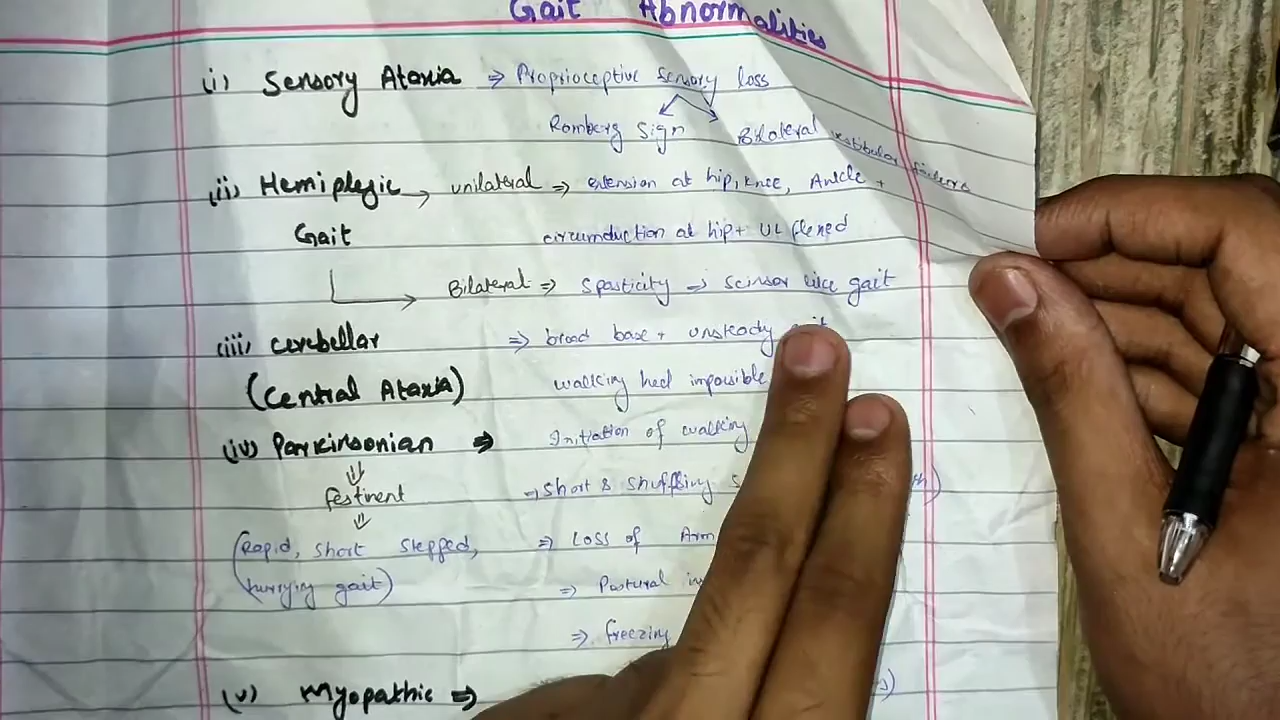 Gait Abnormalities
(i) Sensory Ataxia ⇒ Proprioceptive sensory loss
Romberg Sign Bilateral vestibular failure
(ii) Hemiplegic → unilateral ⇒ extension at hip, knee, Ankle +
Gait circumduction at hip + UL flexed
Bilateral ⇒ Spasticity → Scissor like gait
(iii) Cerebellar ⇒ broad base + unsteady
(Central Ataxia) walking heel impossible
(iv) Parkinsonian ⇒ Initiation of walking
⇓
festinent ⇒ Short & shuffling
⇓
(Rapid, short stepped, ⇒ Loss of Arm
hurrying gait) ⇒ Postural
⇒ freezing
(v) Myopathic ⇒